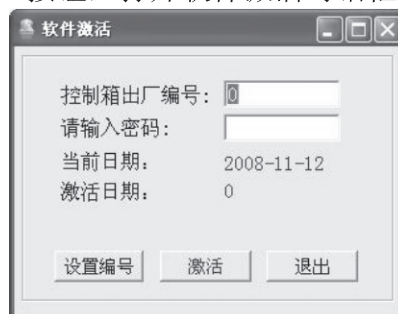 软件激活
控制箱出厂编号: 0
请输入密码:
当前日期: 2008-11-12
激活日期: 0
设置编号 激活 退出